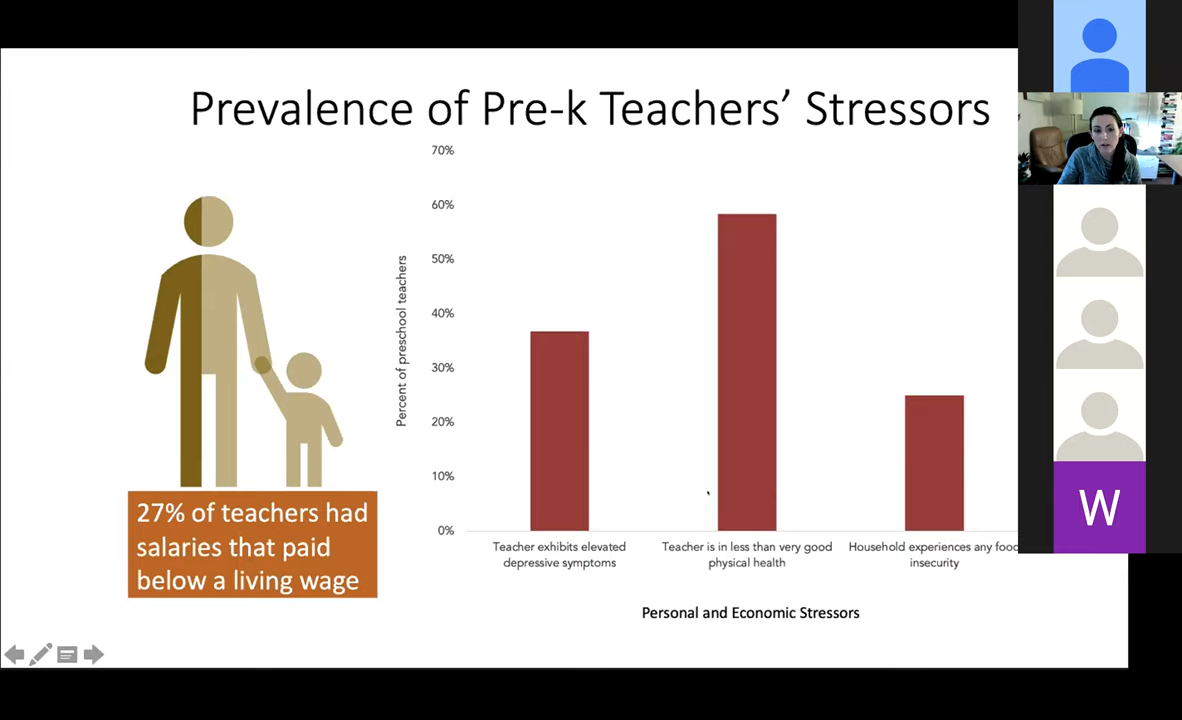 Prevalence of Pre-k Teachers’ Stressors
70%
60%
50%
40%
30%
20%
10%
0%
Percent of preschool teachers
Teacher exhibits elevated
depressive symptoms
Teacher is in less than very good
physical health
Household experiences any food
insecurity
Personal and Economic Stressors
27% of teachers had
salaries that paid
below a living wage
W